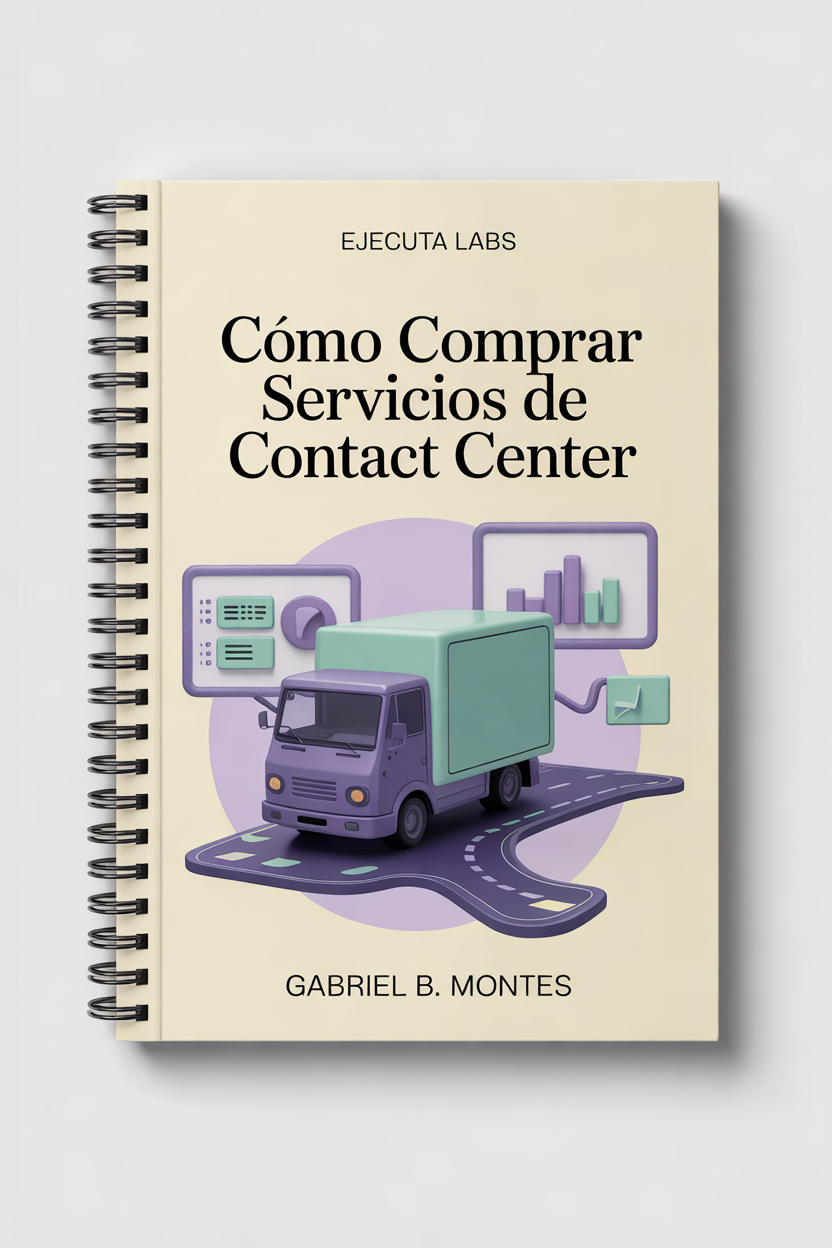 EJECUTA LABS
Cómo Comprar
Servicios de
Contact Center
GABRIEL B. MONTES